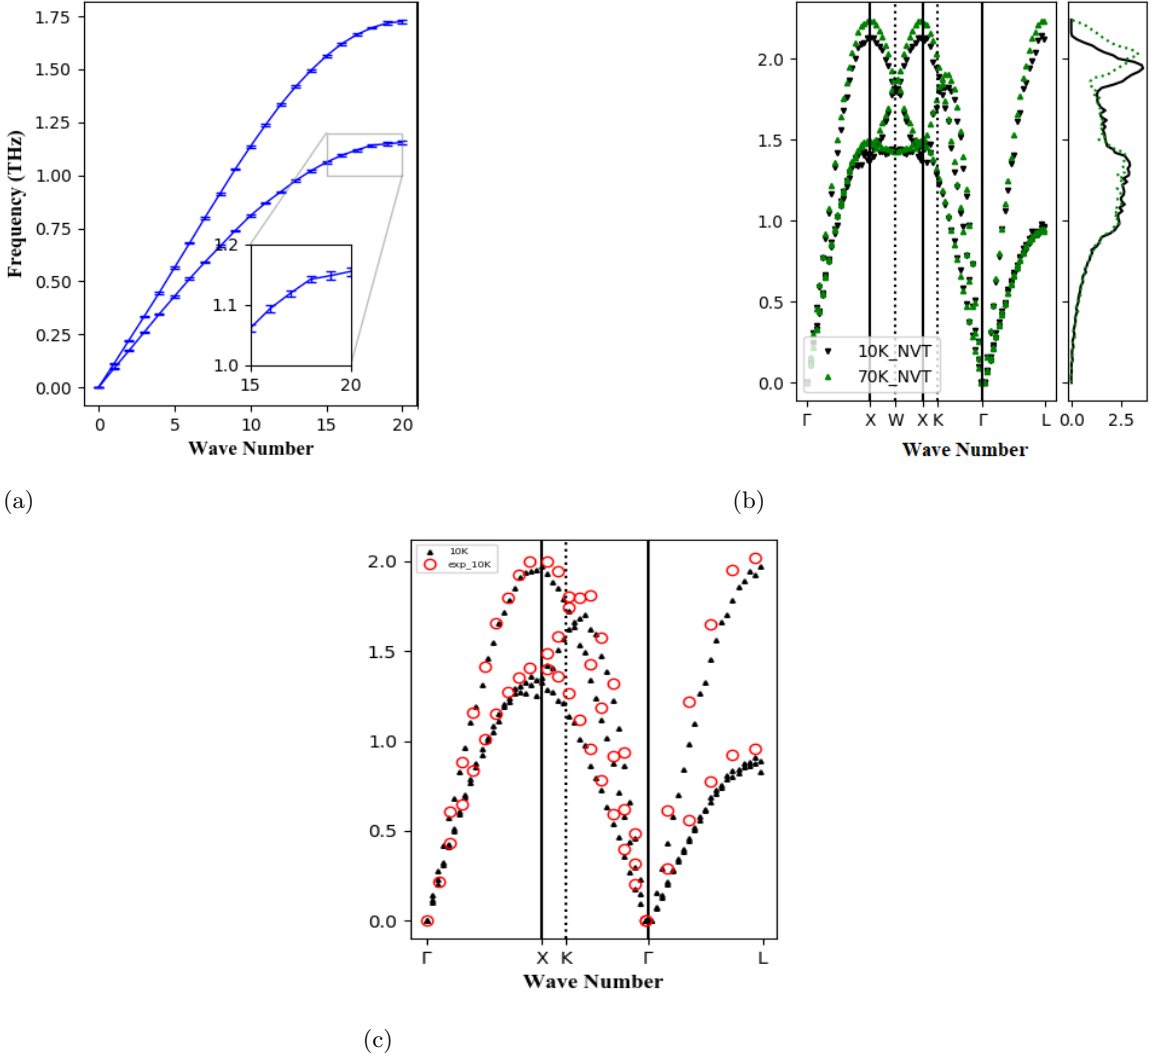 1.75
1.50
1.25
1.00
0.75
0.50
0.25
0.00
Frequency (THz)
1.2
1.1
1.0
15 20
0 5 10 15 20
Wave Number
(a)
2.0
1.5
1.0
0.5
0.0
10K_NVT
70K_NVT
Γ X W X K Γ L
0.0 2.5
Wave Number
(b)
10K
exp_10K
2.0
1.5
1.0
0.5
0.0
Γ X K Γ L
Wave Number
(c)